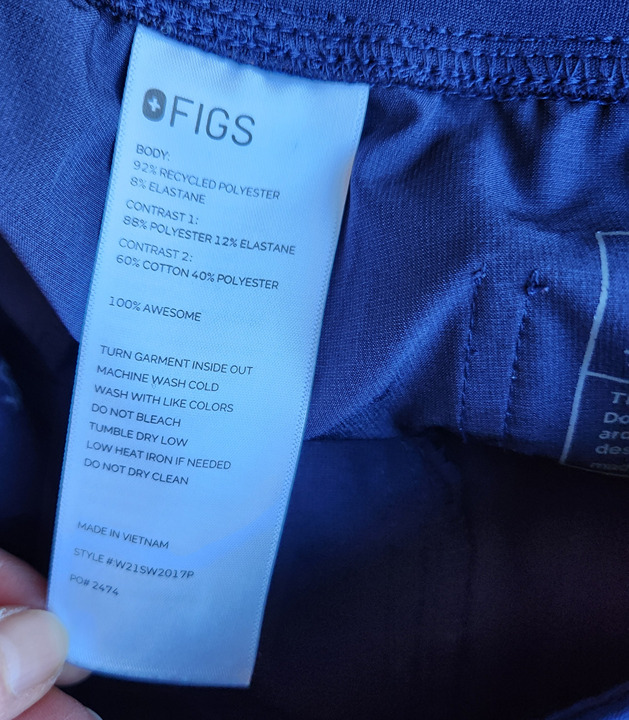 FIGS
BODY:
92% RECYCLED POLYESTER
8% ELASTANE
CONTRAST 1:
88% POLYESTER 12% ELASTANE
CONTRAST 2:
60% COTTON 40% POLYESTER
100% AWESOME
TURN GARMENT INSIDE OUT
MACHINE WASH COLD
WASH WITH LIKE COLORS
DO NOT BLEACH
TUMBLE DRY LOW
LOW HEAT IRON IF NEEDED
DO NOT DRY CLEAN
MADE IN VIETNAM
STYLE #:W21SW2017P
PO# 2474
Do